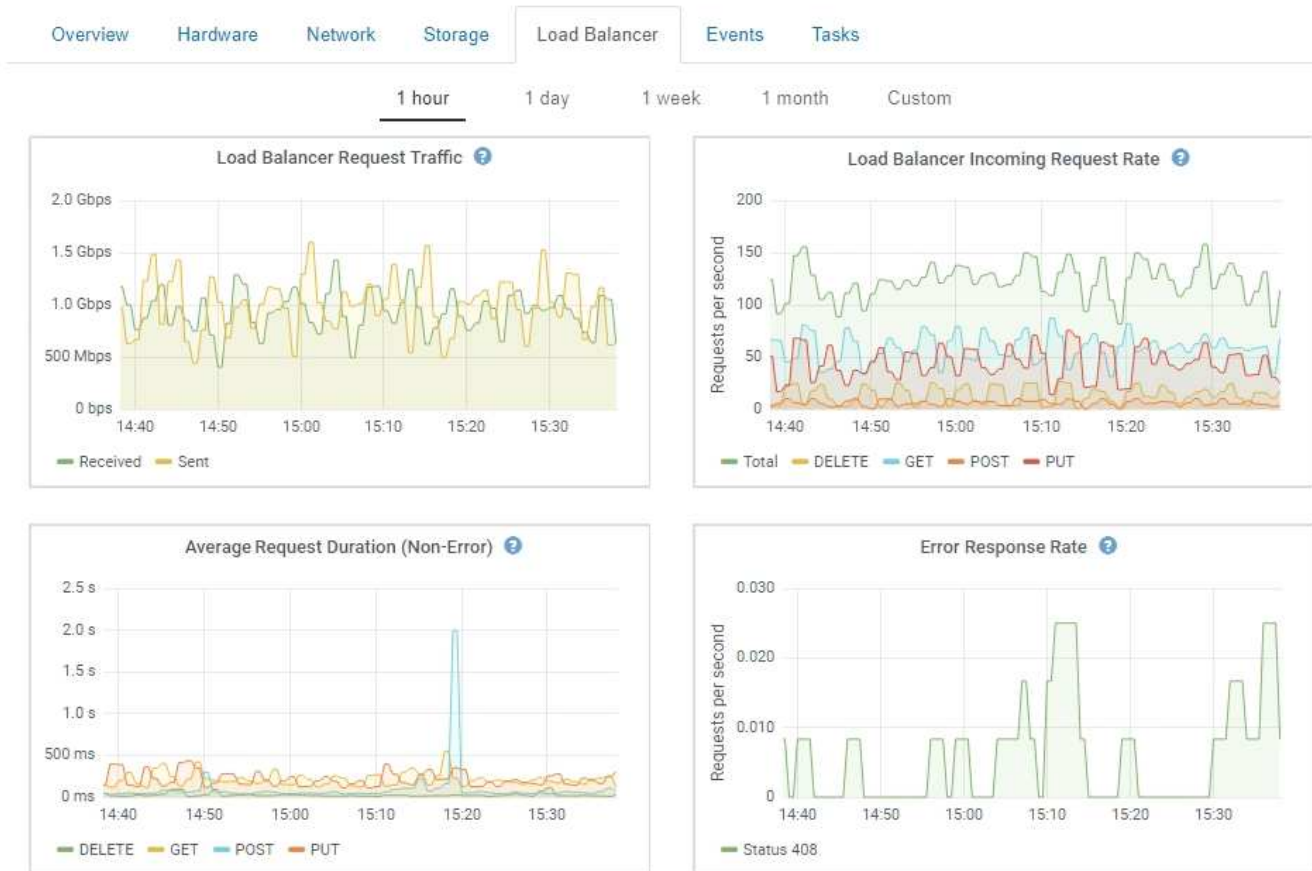 Overview Hardware Network Storage Load Balancer Events Tasks
1 hour 1 day 1 week 1 month Custom
Load Balancer Request Traffic ?
2.0 Gbps
1.5 Gbps
1.0 Gbps
500 Mbps
0 bps
14:40 14:50 15:00 15:10 15:20 15:30
Received Sent
Load Balancer Incoming Request Rate ?
Requests per second
200
150
100
50
0
14:40 14:50 15:00 15:10 15:20 15:30
Total DELETE GET POST PUT
Average Request Duration (Non-Error) ?
2.5 s
2.0 s
1.5 s
1.0 s
500 ms
0 ms
14:40 14:50 15:00 15:10 15:20 15:30
DELETE GET POST PUT
Error Response Rate ?
Requests per second
0.030
0.020
0.010
0
14:40 14:50 15:00 15:10 15:20 15:30
Status 408